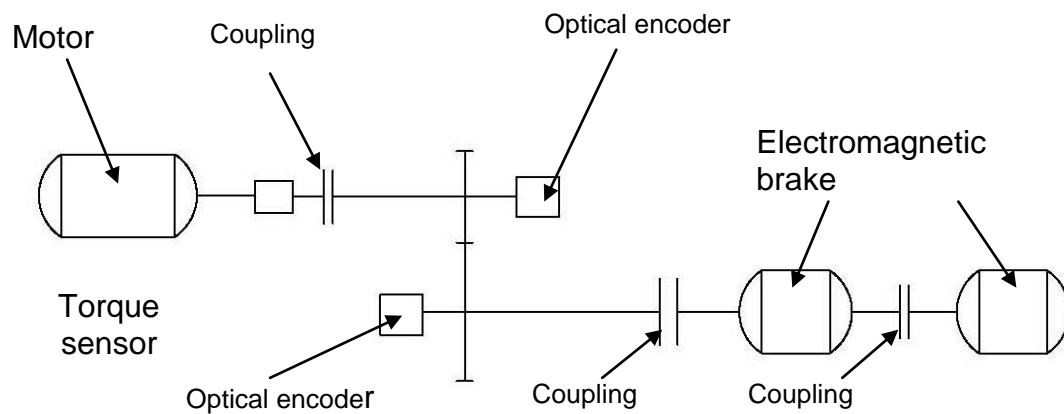 Motor
Coupling
Optical encoder
Electromagnetic
brake
Torque
sensor
Optical encoder
Coupling
Coupling